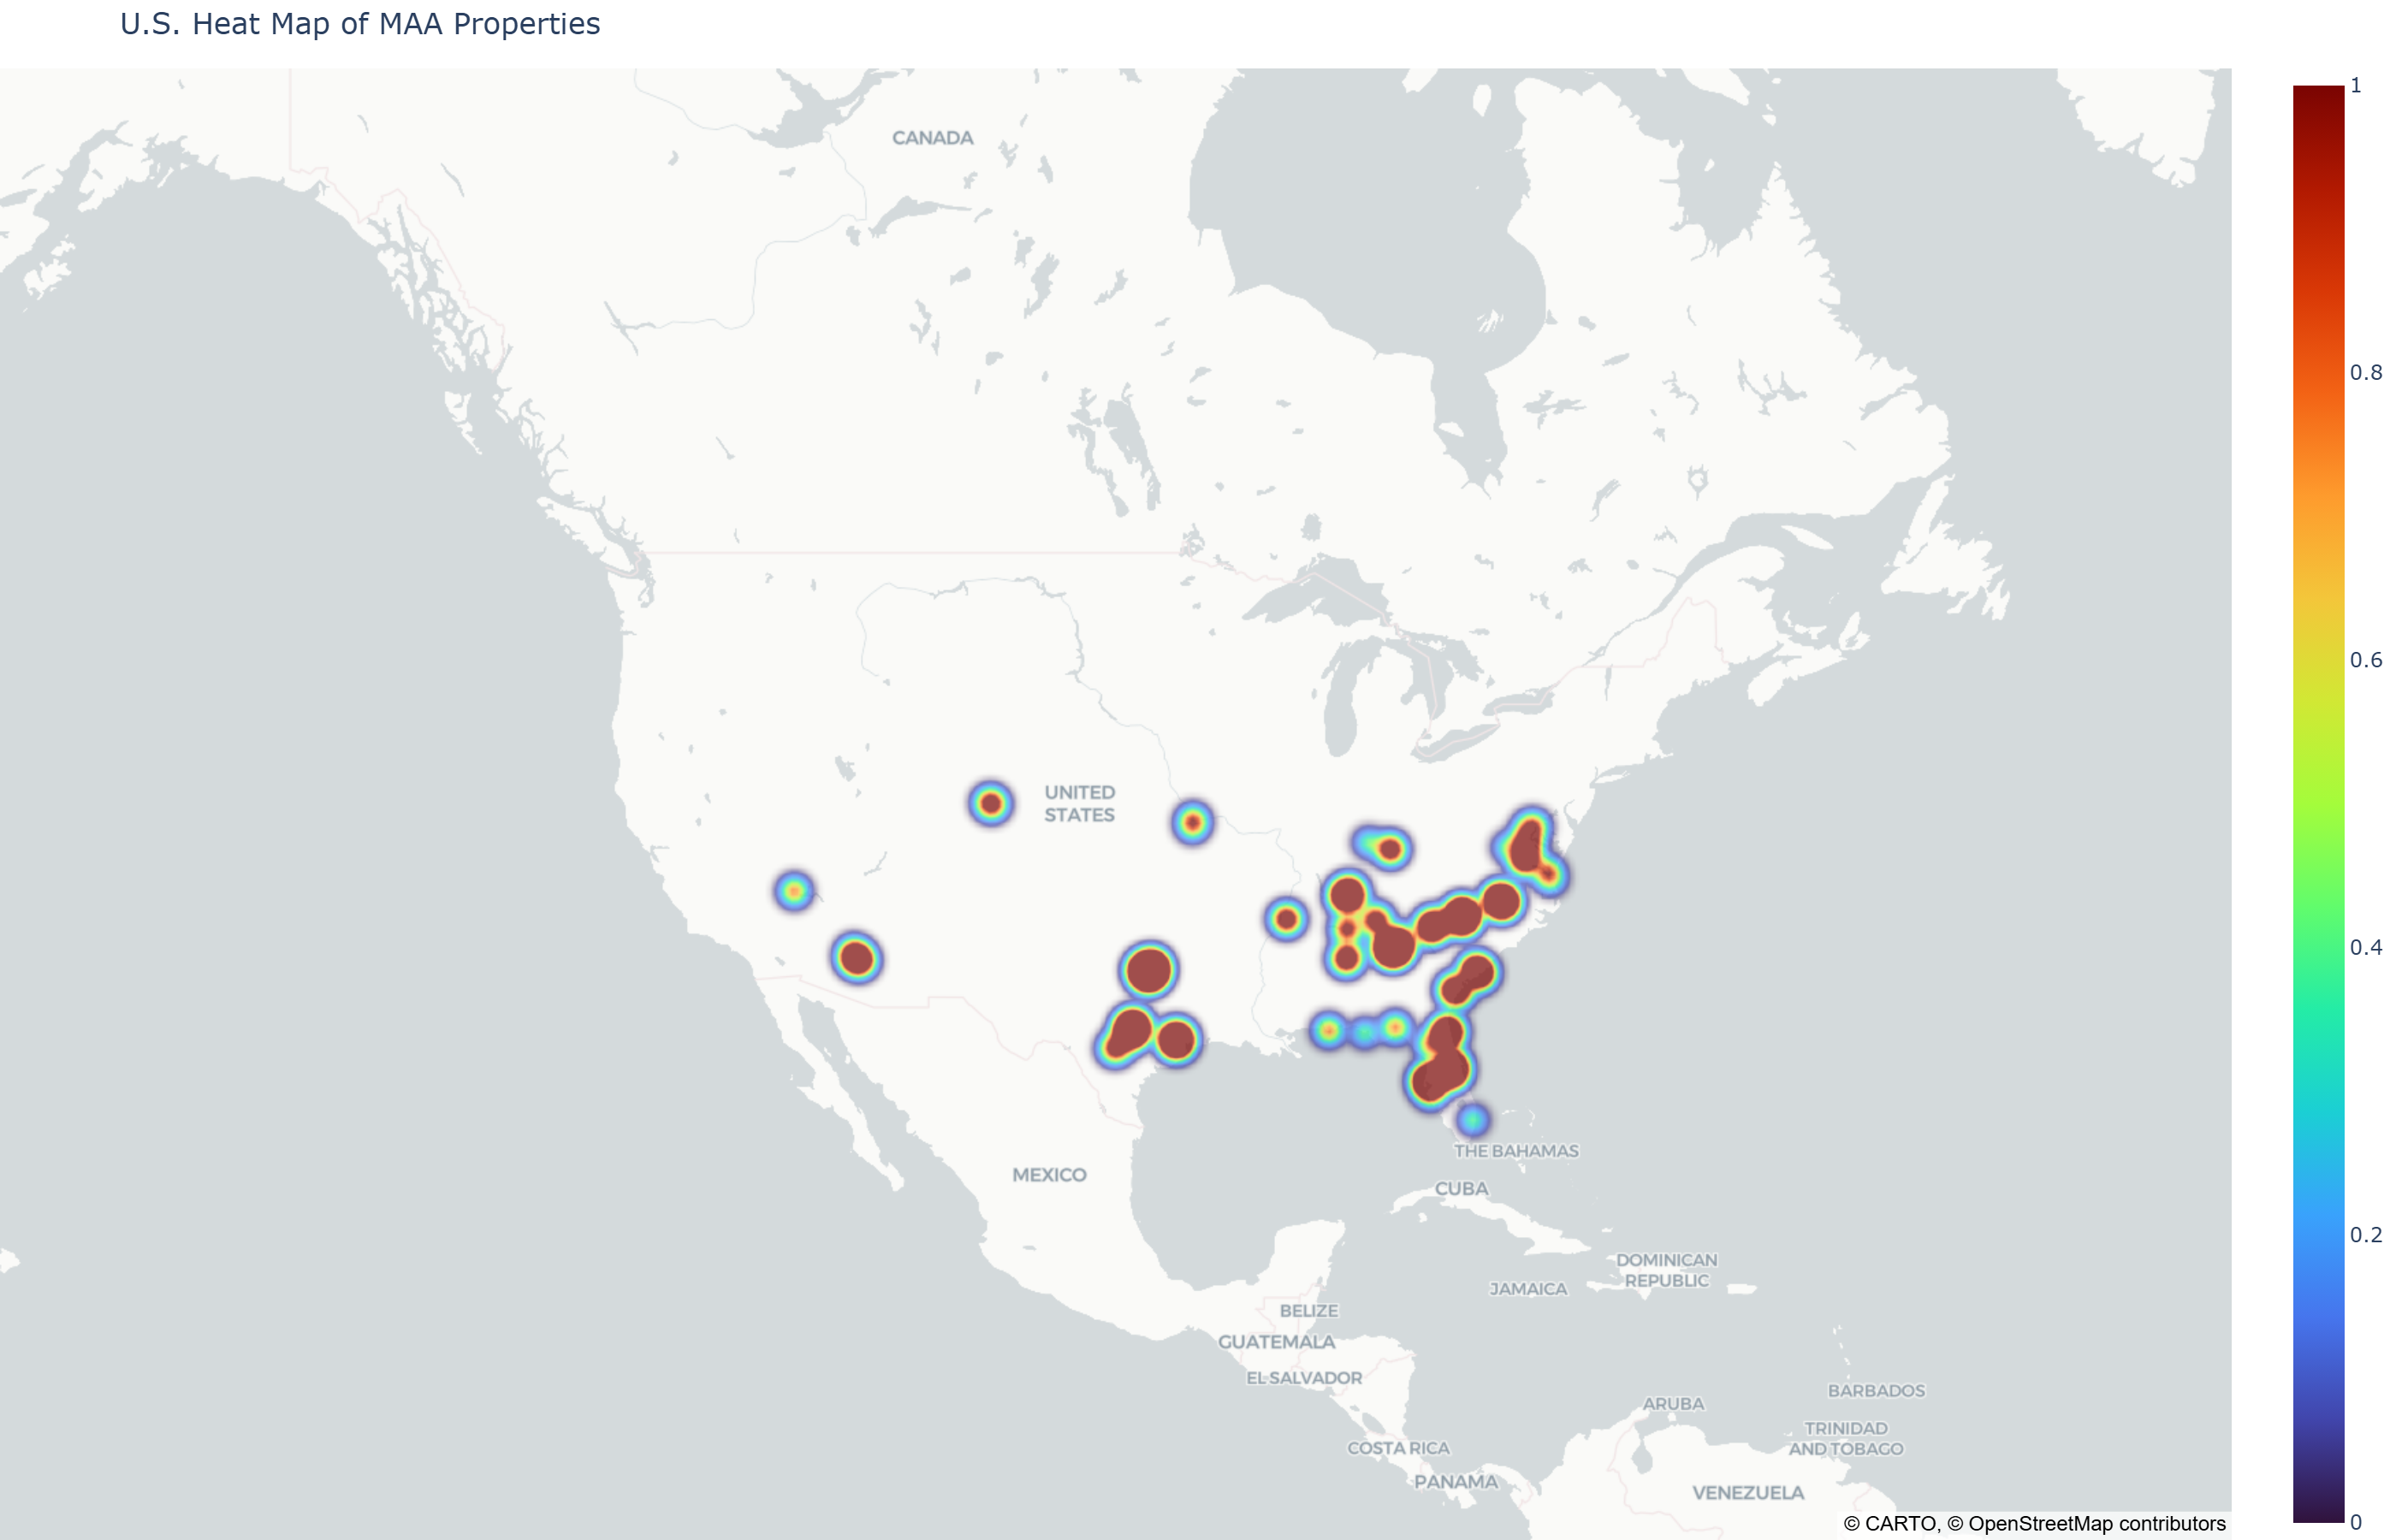 U.S. Heat Map of MAA Properties
CANADA
UNITED
STATES
MEXICO
THE BAHAMAS
CUBA
DOMINICAN
REPUBLIC
JAMAICA
BELIZE
GUATEMALA
EL SALVADOR
BARBADOS
ARUBA
TRINIDAD
AND TOBAGO
COSTA RICA
PANAMA
VENEZUELA
© CARTO, © OpenStreetMap contributors
1
0.8
0.6
0.4
0.2
0